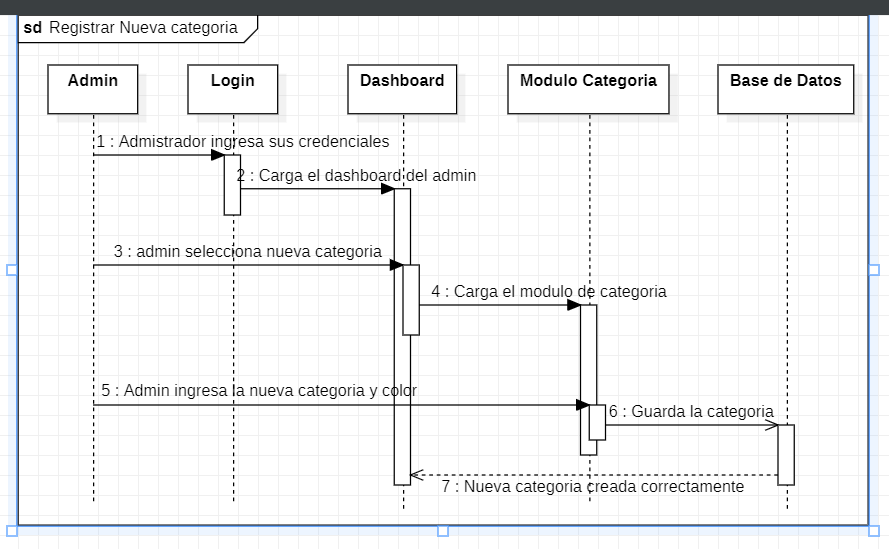 sd Registrar Nueva categoria
Admin
Login
Dashboard
Modulo Categoria
Base de Datos
1 : Admistrador ingresa sus credenciales
2 : Carga el dashboard del admin
3 : admin selecciona nueva categoria
4 : Carga el modulo de categoria
5 : Admin ingresa la nueva categoria y color
6 : Guarda la categoria
7 : Nueva categoria creada correctamente